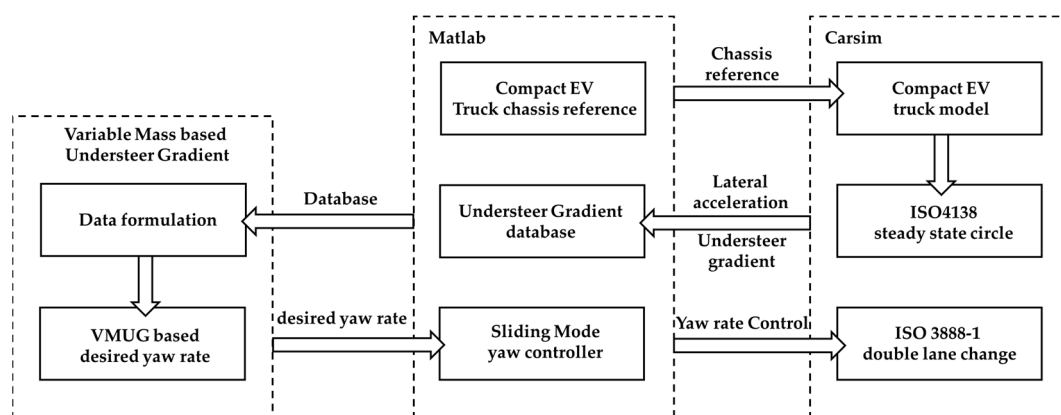 Matlab
Carsim
Compact EV
Truck chassis reference
Chassis
reference
Compact EV
truck model
Variable Mass based
Understeer Gradient
Data formulation
Database
Understeer Gradient
database
Lateral
acceleration
Understeer
gradient
ISO4138
steady state circle
VMUG based
desired yaw rate
desired yaw rate
Sliding Mode
yaw controller
Yaw rate Control
ISO 3888-1
double lane change